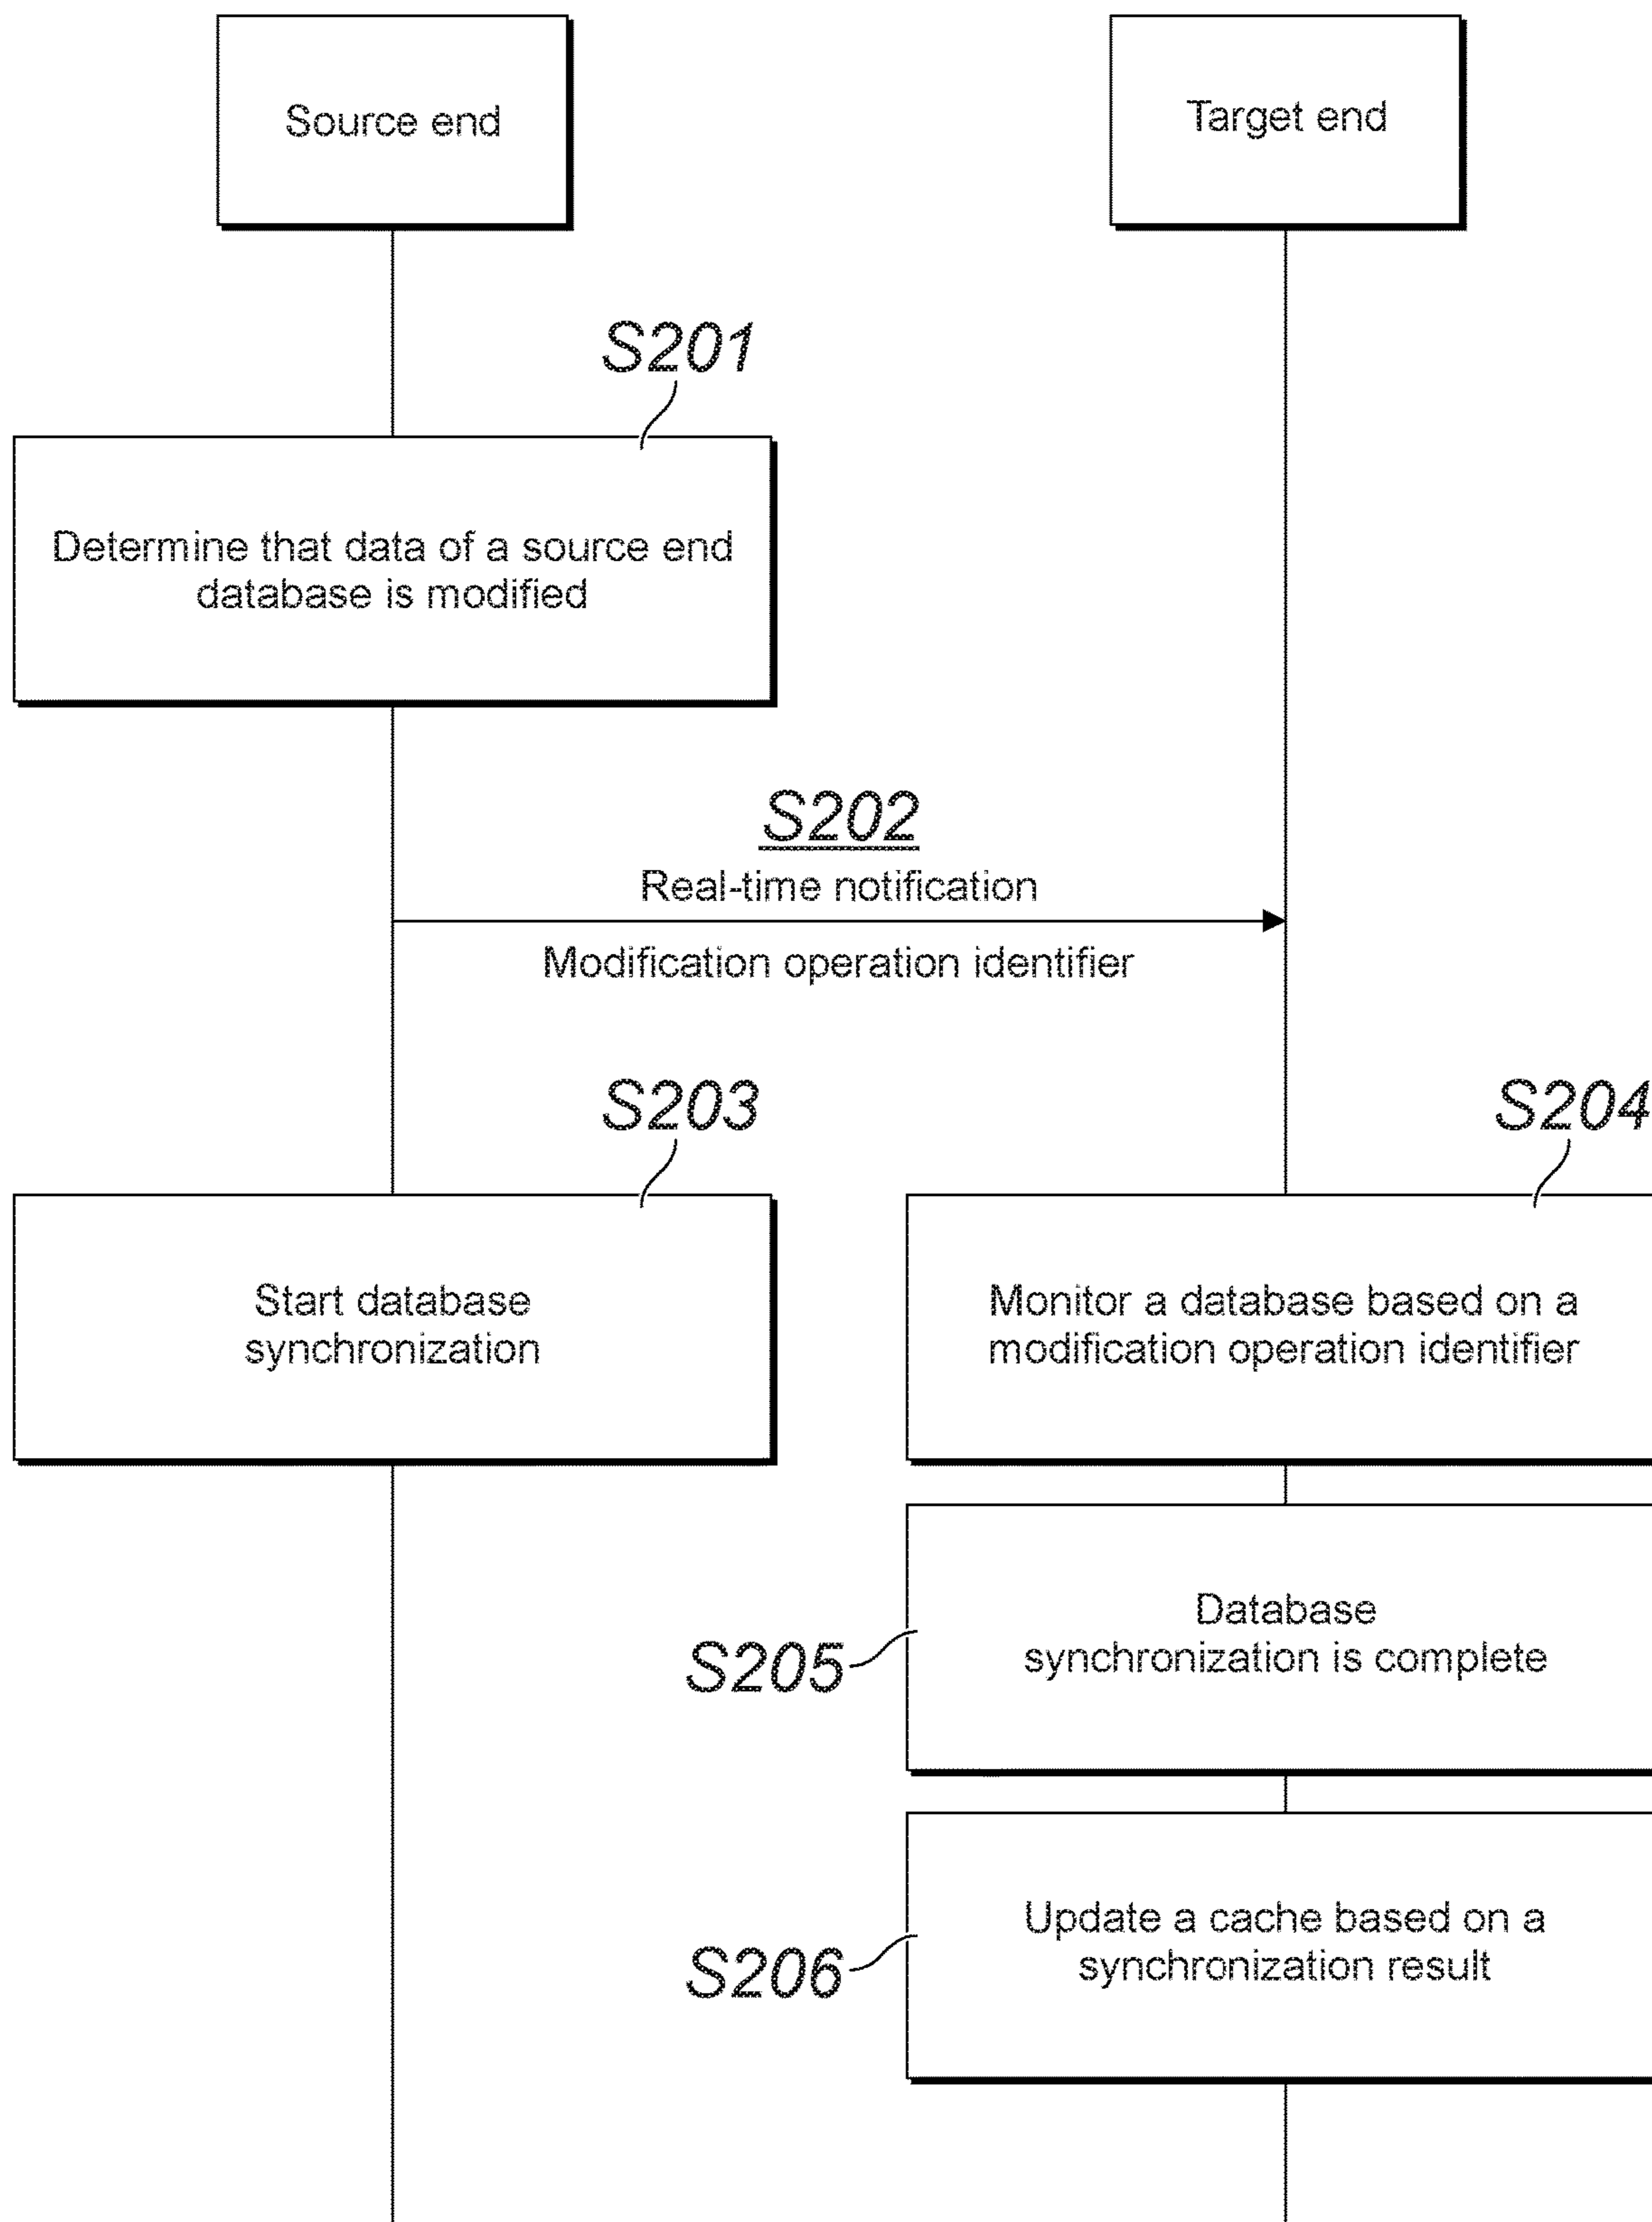 Source end
Target end
S201
Determine that data of a source end
database is modified
S202
Real-time notification
Modification operation identifier
S203
S204
Start database
synchronization
Monitor a database based on a
modification operation identifier
Database
synchronization is complete
S205
Update a cache based on a
synchronization result
S206